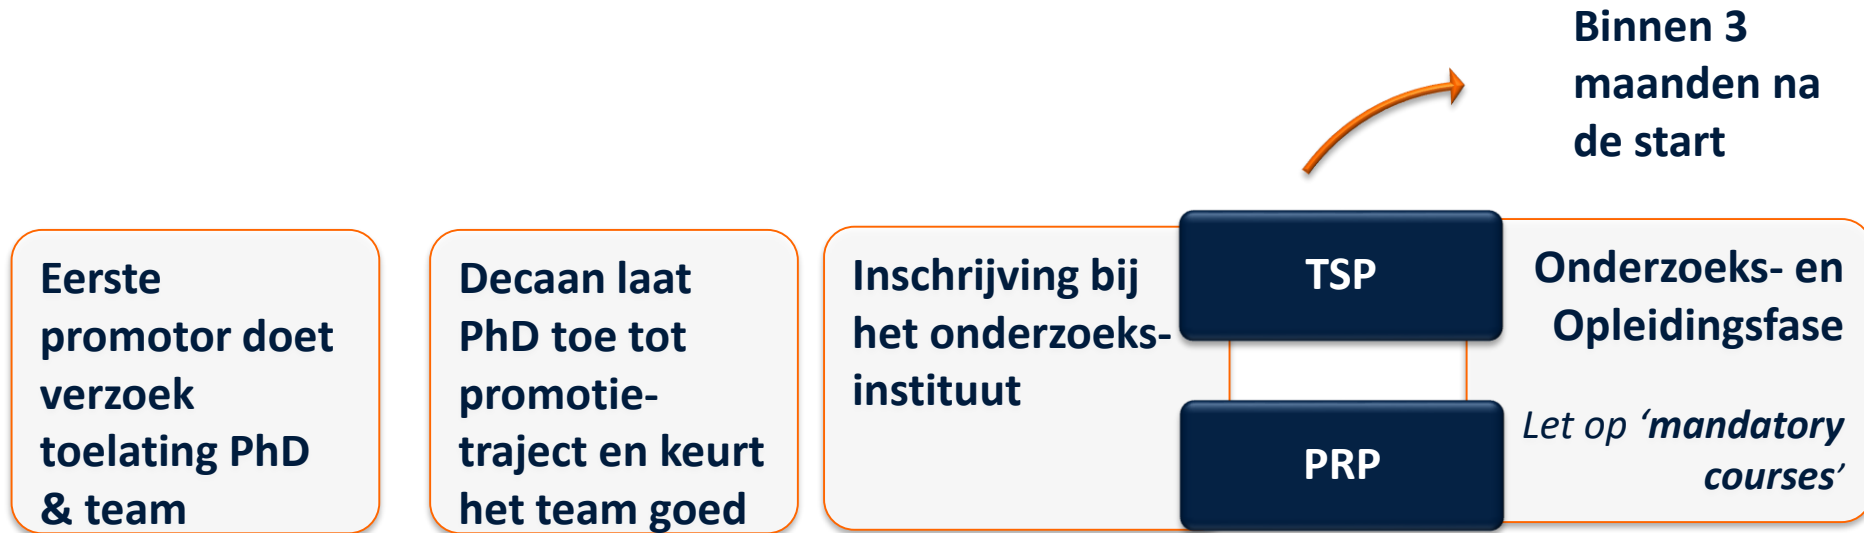 Binnen 3
maanden na
de start
Eerste
promotor doet
verzoek
toelating PhD
& team
Decaan laat
PhD toe tot
promotie-
traject en keurt
het team goed
Inschrijving bij
het onderzoeks-
instituut
TSP
PRP
Onderzoeks- en
Opleidingsfase
Let op ‘mandatory
courses’